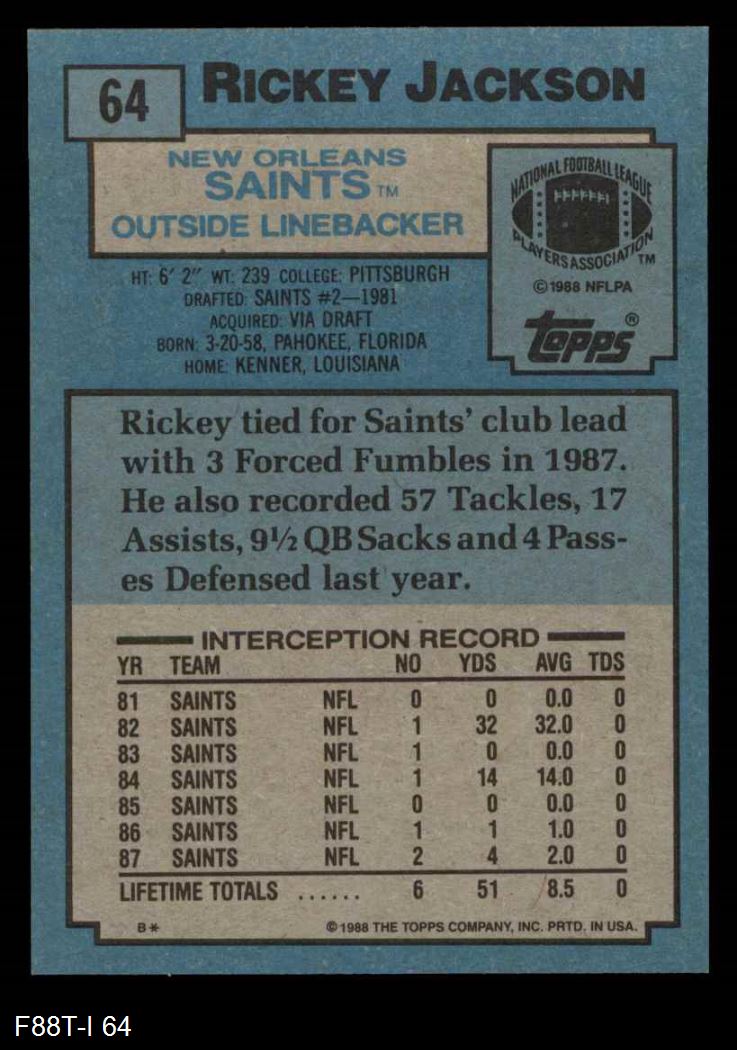 64
RICKEY JACKSON
NEW ORLEANS
SAINTS TM
OUTSIDE LINEBACKER
NATIONAL FOOTBALL LEAGUE
PLAYERS ASSOCIATION TM
©1988 NFLPA
Topps®
HT: 6' 2" WT: 239 COLLEGE: PITTSBURGH
DRAFTED: SAINTS #2—1981
ACQUIRED: VIA DRAFT
BORN: 3-20-58, PAHOKEE, FLORIDA
HOME: KENNER, LOUISIANA
Rickey tied for Saints' club lead
with 3 Forced Fumbles in 1987.
He also recorded 57 Tackles, 17
Assists, 9½ QB Sacks and 4 Pass-
es Defensed last year.
INTERCEPTION RECORD
YR TEAM NO YDS AVG TDS
81 SAINTS NFL 0 0 0.0 0
82 SAINTS NFL 1 32 32.0 0
83 SAINTS NFL 1 0 0.0 0
84 SAINTS NFL 1 14 14.0 0
85 SAINTS NFL 0 0 0.0 0
86 SAINTS NFL 1 1 1.0 0
87 SAINTS NFL 2 4 2.0 0
LIFETIME TOTALS ...... 6 51 8.5 0
B* ©1988 THE TOPPS COMPANY, INC. PRTD. IN USA.
F88T-I 64